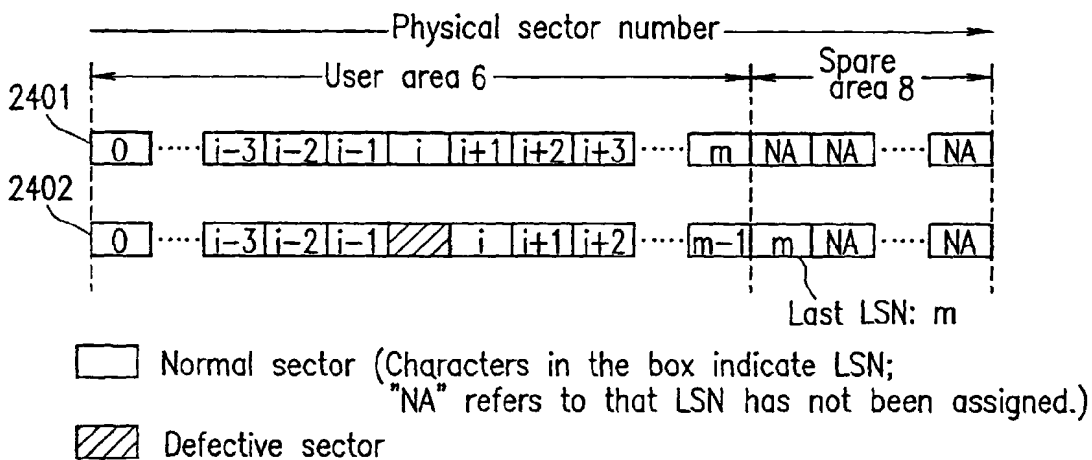 Physical sector number
User area 6
Spare area 8
2401
0 ····· i-3 i-2 i-1 i i+1 i+2 i+3 ····· m NA NA ····· NA
2402
0 ····· i-3 i-2 i-1 i i+1 i+2 ····· m-1 m NA ····· NA
Last LSN: m
Normal sector (Characters in the box indicate LSN;
"NA" refers to that LSN has not been assigned.)
Defective sector